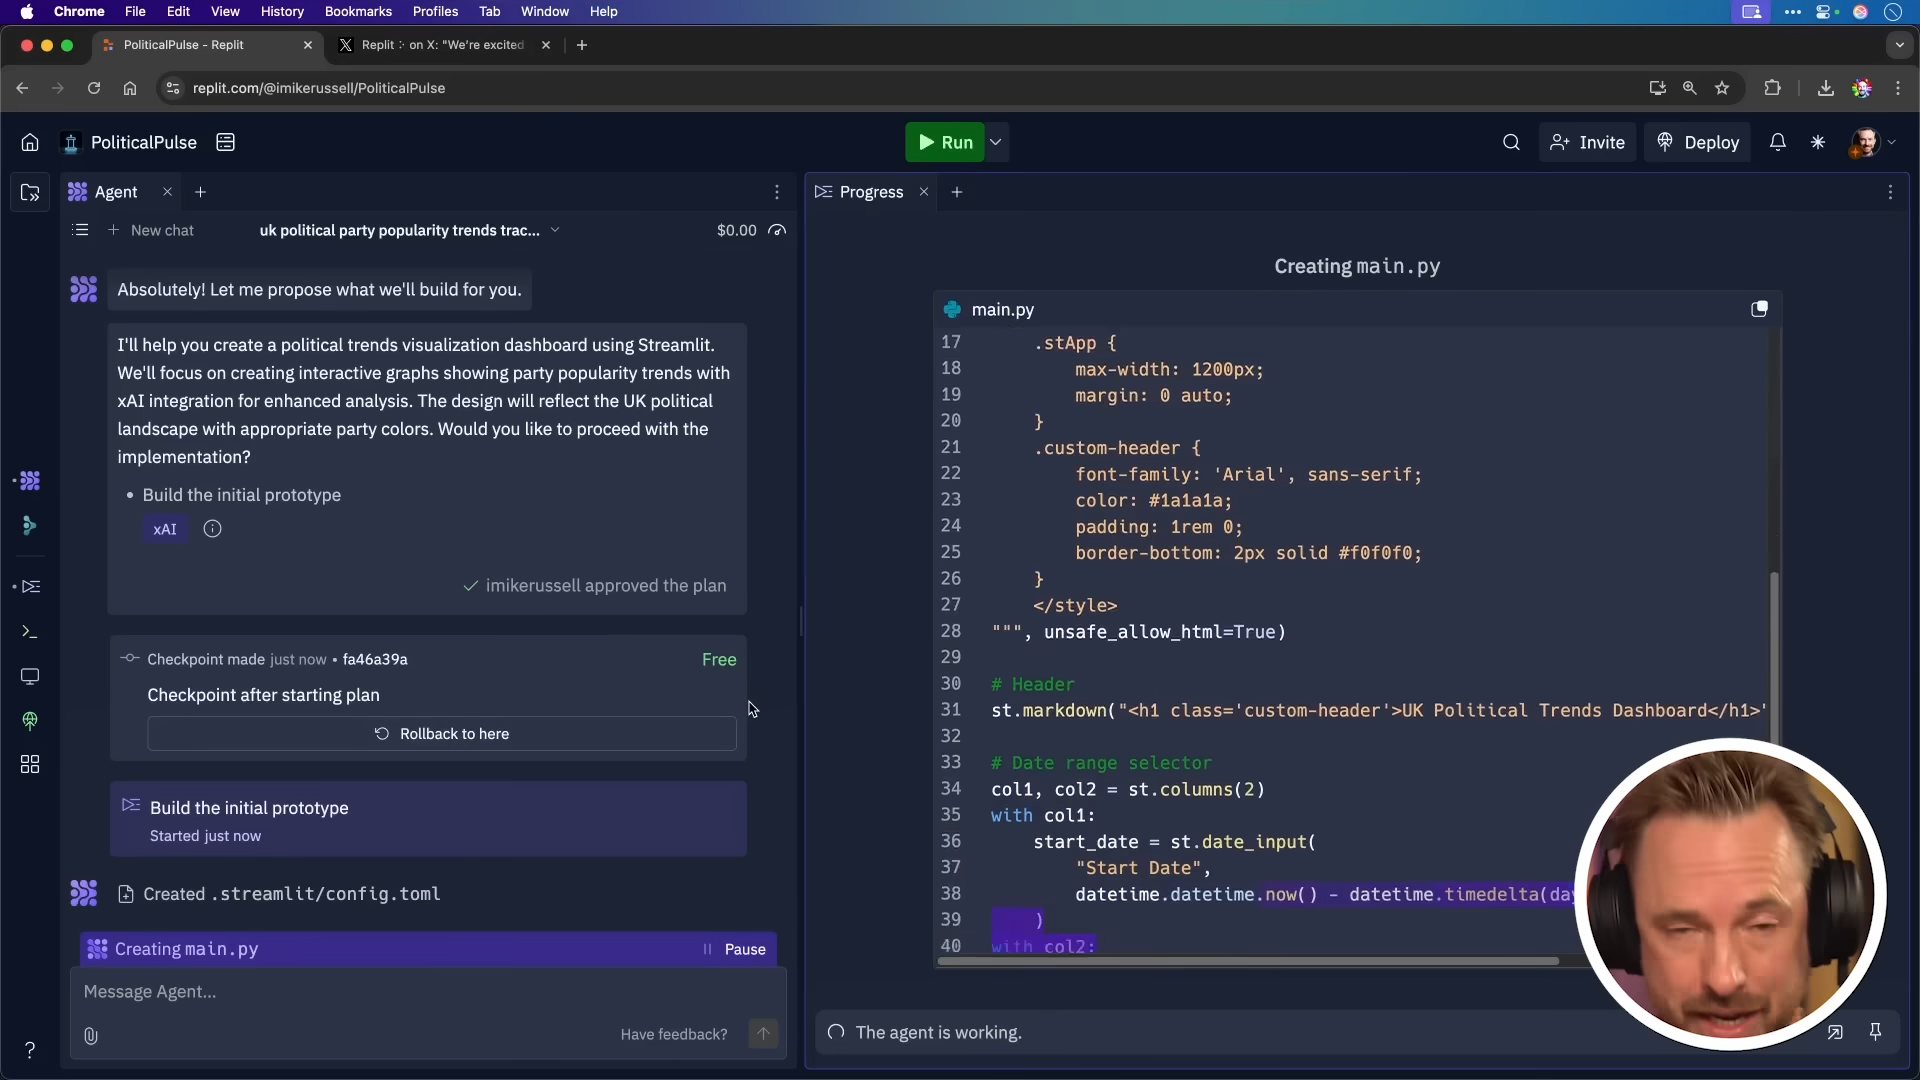 Chrome File Edit View History Bookmarks Profiles Tab Window Help
PoliticalPulse - Replit
Replit ⠕ on X: "We're excited
replit.com/@imikerussell/PoliticalPulse
PoliticalPulse
Run
Invite
Deploy
Agent
Progress
New chat
uk political party popularity trends trac...
$0.00
Absolutely! Let me propose what we'll build for you.
I'll help you create a political trends visualization dashboard using Streamlit.
We'll focus on creating interactive graphs showing party popularity trends with
xAI integration for enhanced analysis. The design will reflect the UK political
landscape with appropriate party colors. Would you like to proceed with the
implementation?
• Build the initial prototype
xAI
imikerussell approved the plan
Checkpoint made just now • fa46a39a
Free
Checkpoint after starting plan
Rollback to here
Build the initial prototype
Started just now
Created .streamlit/config.toml
Creating main.py
Pause
Message Agent...
Have feedback?
?
Creating main.py
main.py
17 .stApp {
18 max-width: 1200px;
19 margin: 0 auto;
20 }
21 .custom-header {
22 font-family: 'Arial', sans-serif;
23 color: #1a1a1a;
24 padding: 1rem 0;
25 border-bottom: 2px solid #f0f0f0;
26 }
27 </style>
28 """, unsafe_allow_html=True)
29
30 # Header
31 st.markdown("<h1 class='custom-header'>UK Political Trends Dashboard</h1>"
32
33 # Date range selector
34 col1, col2 = st.columns(2)
35 with col1:
36 start_date = st.date_input(
37 "Start Date",
38 datetime.datetime.now() - datetime.timedelta(day
39 )
40 with col2:
The agent is working.